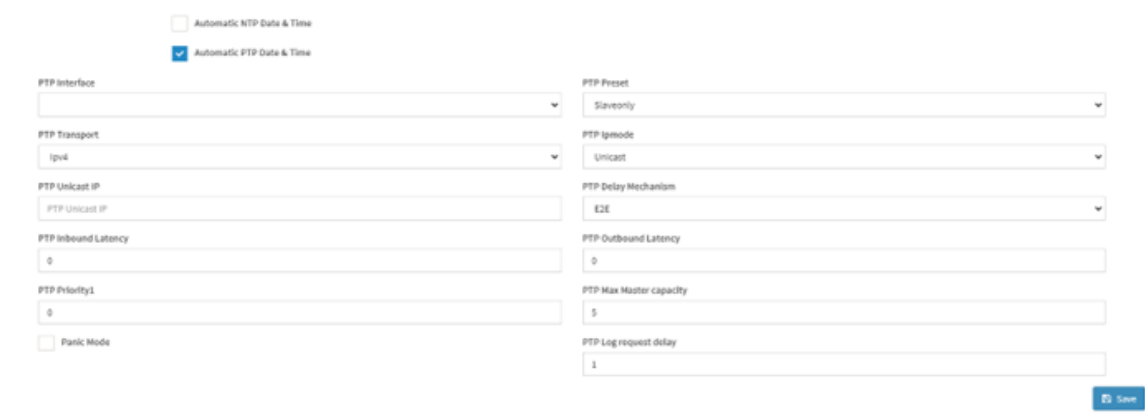 Automatic NTP Date & Time
Automatic PTP Date & Time
PTP Interface
PTP Preset
Slaveonly
PTP Transport
PTP Ipmode
Ipv4
Unicast
PTP Unicast IP
PTP Delay Mechanism
PTP Unicast IP
E2E
PTP Inbound Latency
PTP Outbound Latency
0
0
PTP Priority1
PTP Max Master capacity
0
5
Panic Mode
PTP Log request delay
1
Save